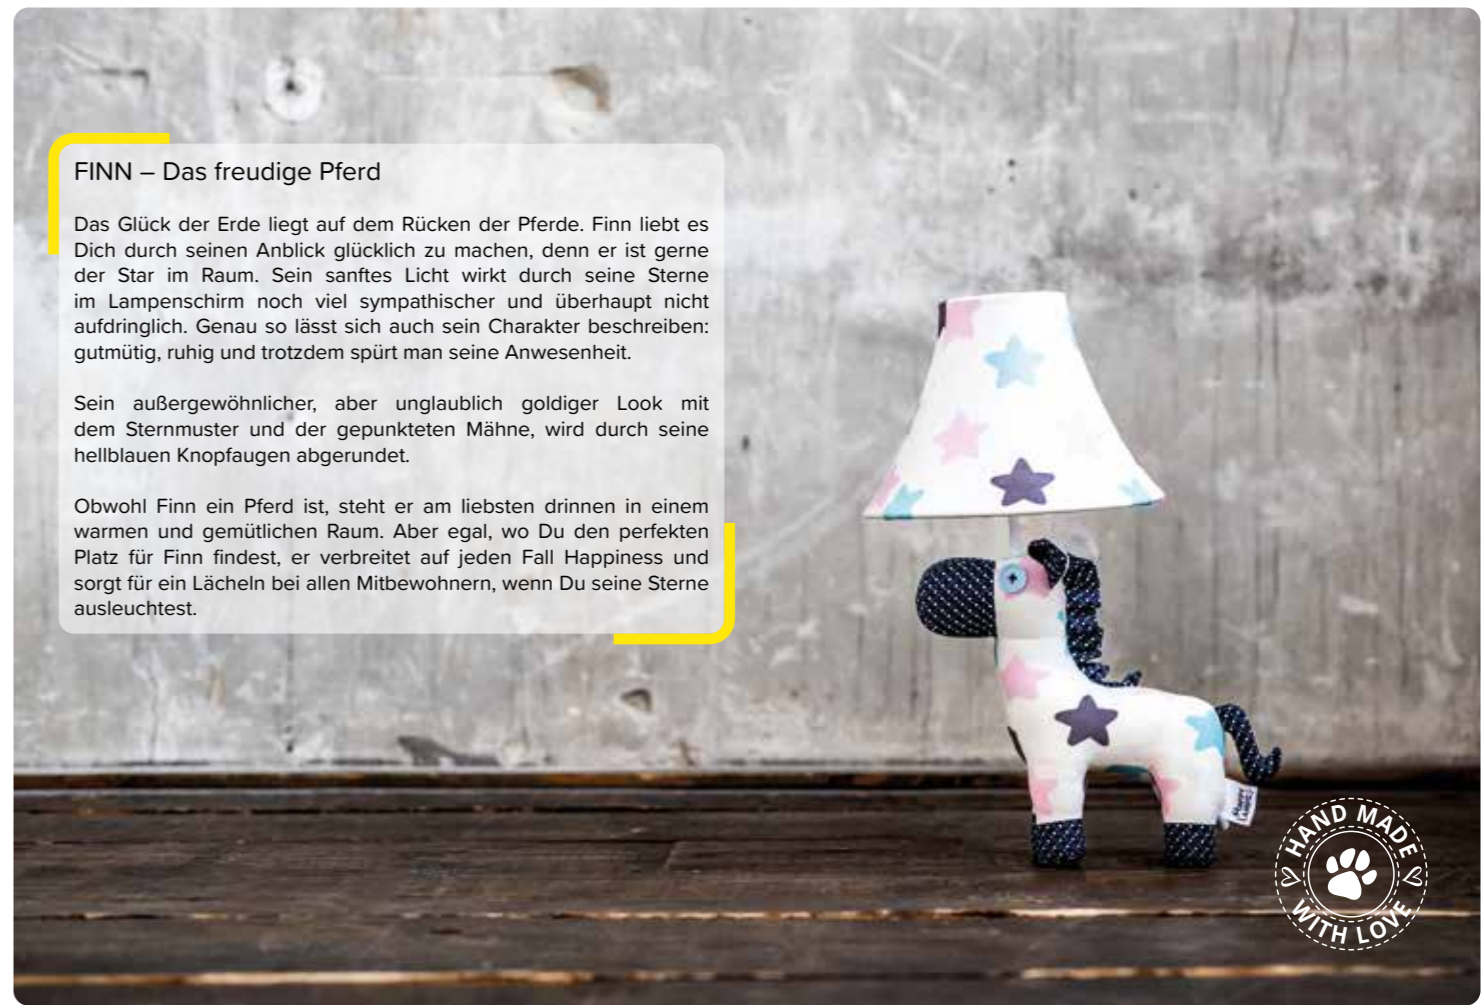 FINN – Das freudige Pferd
Das Glück der Erde liegt auf dem Rücken der Pferde. Finn liebt es
Dich durch seinen Anblick glücklich zu machen, denn er ist gerne
der Star im Raum. Sein sanftes Licht wirkt durch seine Sterne
im Lampenschirm noch viel sympathischer und überhaupt nicht
aufdringlich. Genau so lässt sich auch sein Charakter beschreiben:
gutmütig, ruhig und trotzdem spürt man seine Anwesenheit.
Sein außergewöhnlicher, aber unglaublich goldiger Look mit
dem Sternmuster und der gepunkteten Mähne, wird durch seine
hellblauen Knopfaugen abgerundet.
Obwohl Finn ein Pferd ist, steht er am liebsten drinnen in einem
warmen und gemütlichen Raum. Aber egal, wo Du den perfekten
Platz für Finn findest, er verbreitet auf jeden Fall Happiness und
sorgt für ein Lächeln bei allen Mitbewohnern, wenn Du seine Sterne
ausleuchtest.
HAND MADE
WITH LOVE